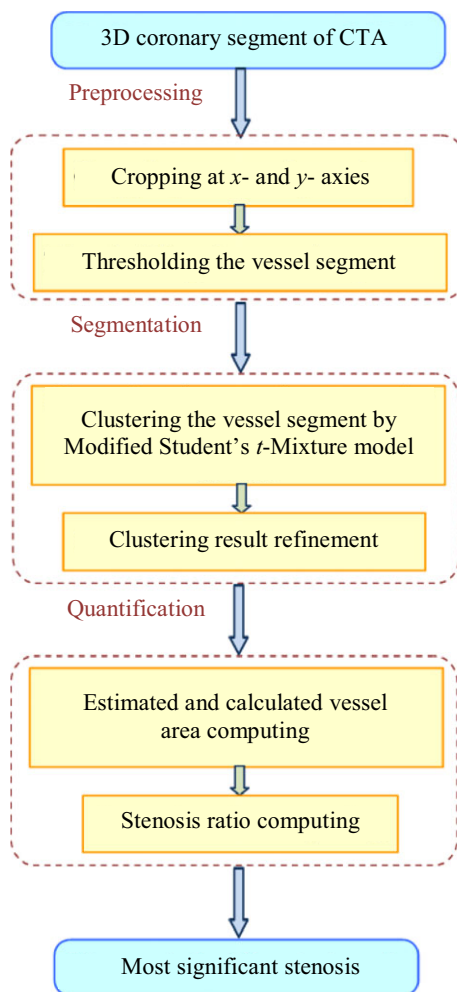 3D coronary segment of CTA
Preprocessing
Cropping at x- and y- axies
Thresholding the vessel segment
Segmentation
Clustering the vessel segment by
Modified Student's t-Mixture model
Clustering result refinement
Quantification
Estimated and calculated vessel
area computing
Stenosis ratio computing
Most significant stenosis